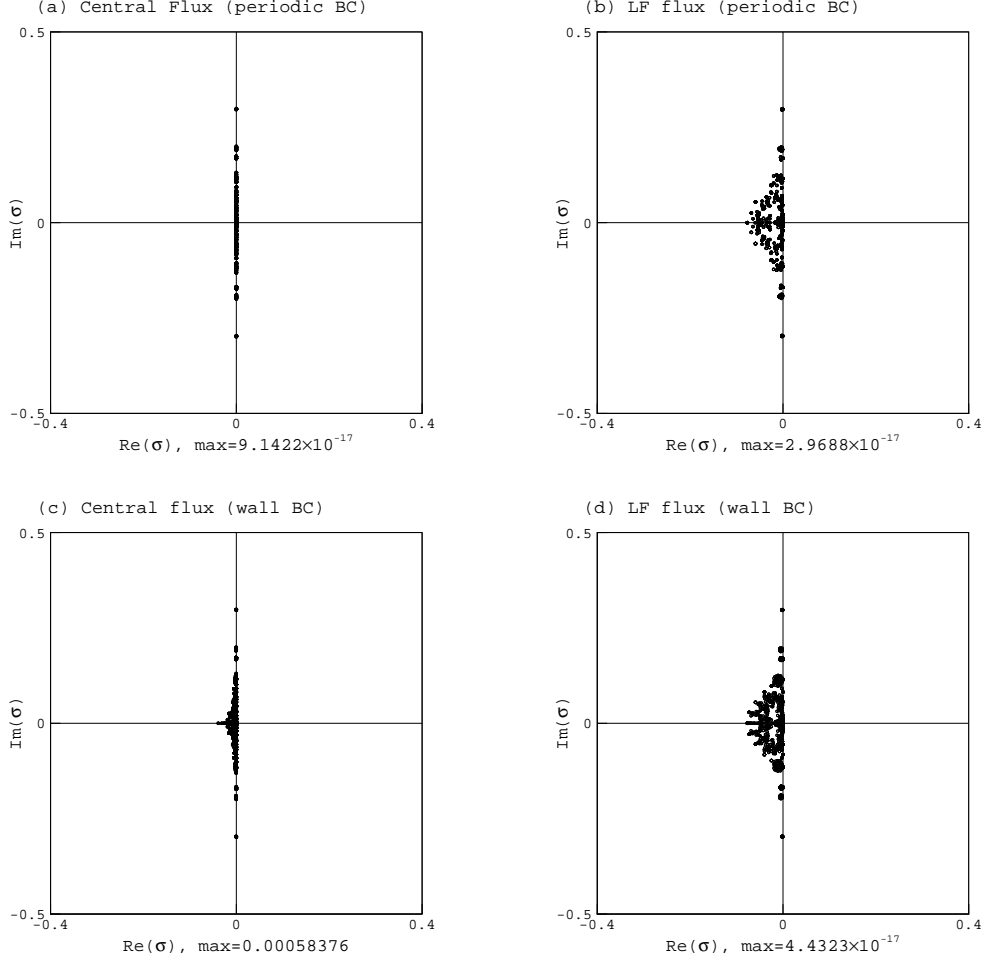 (a) Central Flux (periodic BC)
0.5
Im(σ)
0
-0.5
-0.4
0
0.4
Re(σ), max=9.1422×10⁻¹⁷
(b) LF flux (periodic BC)
0.5
Im(σ)
0
-0.5
-0.4
0
0.4
Re(σ), max=2.9688×10⁻¹⁷
(c) Central flux (wall BC)
0.5
Im(σ)
0
-0.5
-0.4
0
0.4
Re(σ), max=0.00058376
(d) LF flux (wall BC)
0.5
Im(σ)
0
-0.5
-0.4
0
0.4
Re(σ), max=4.4323×10⁻¹⁷